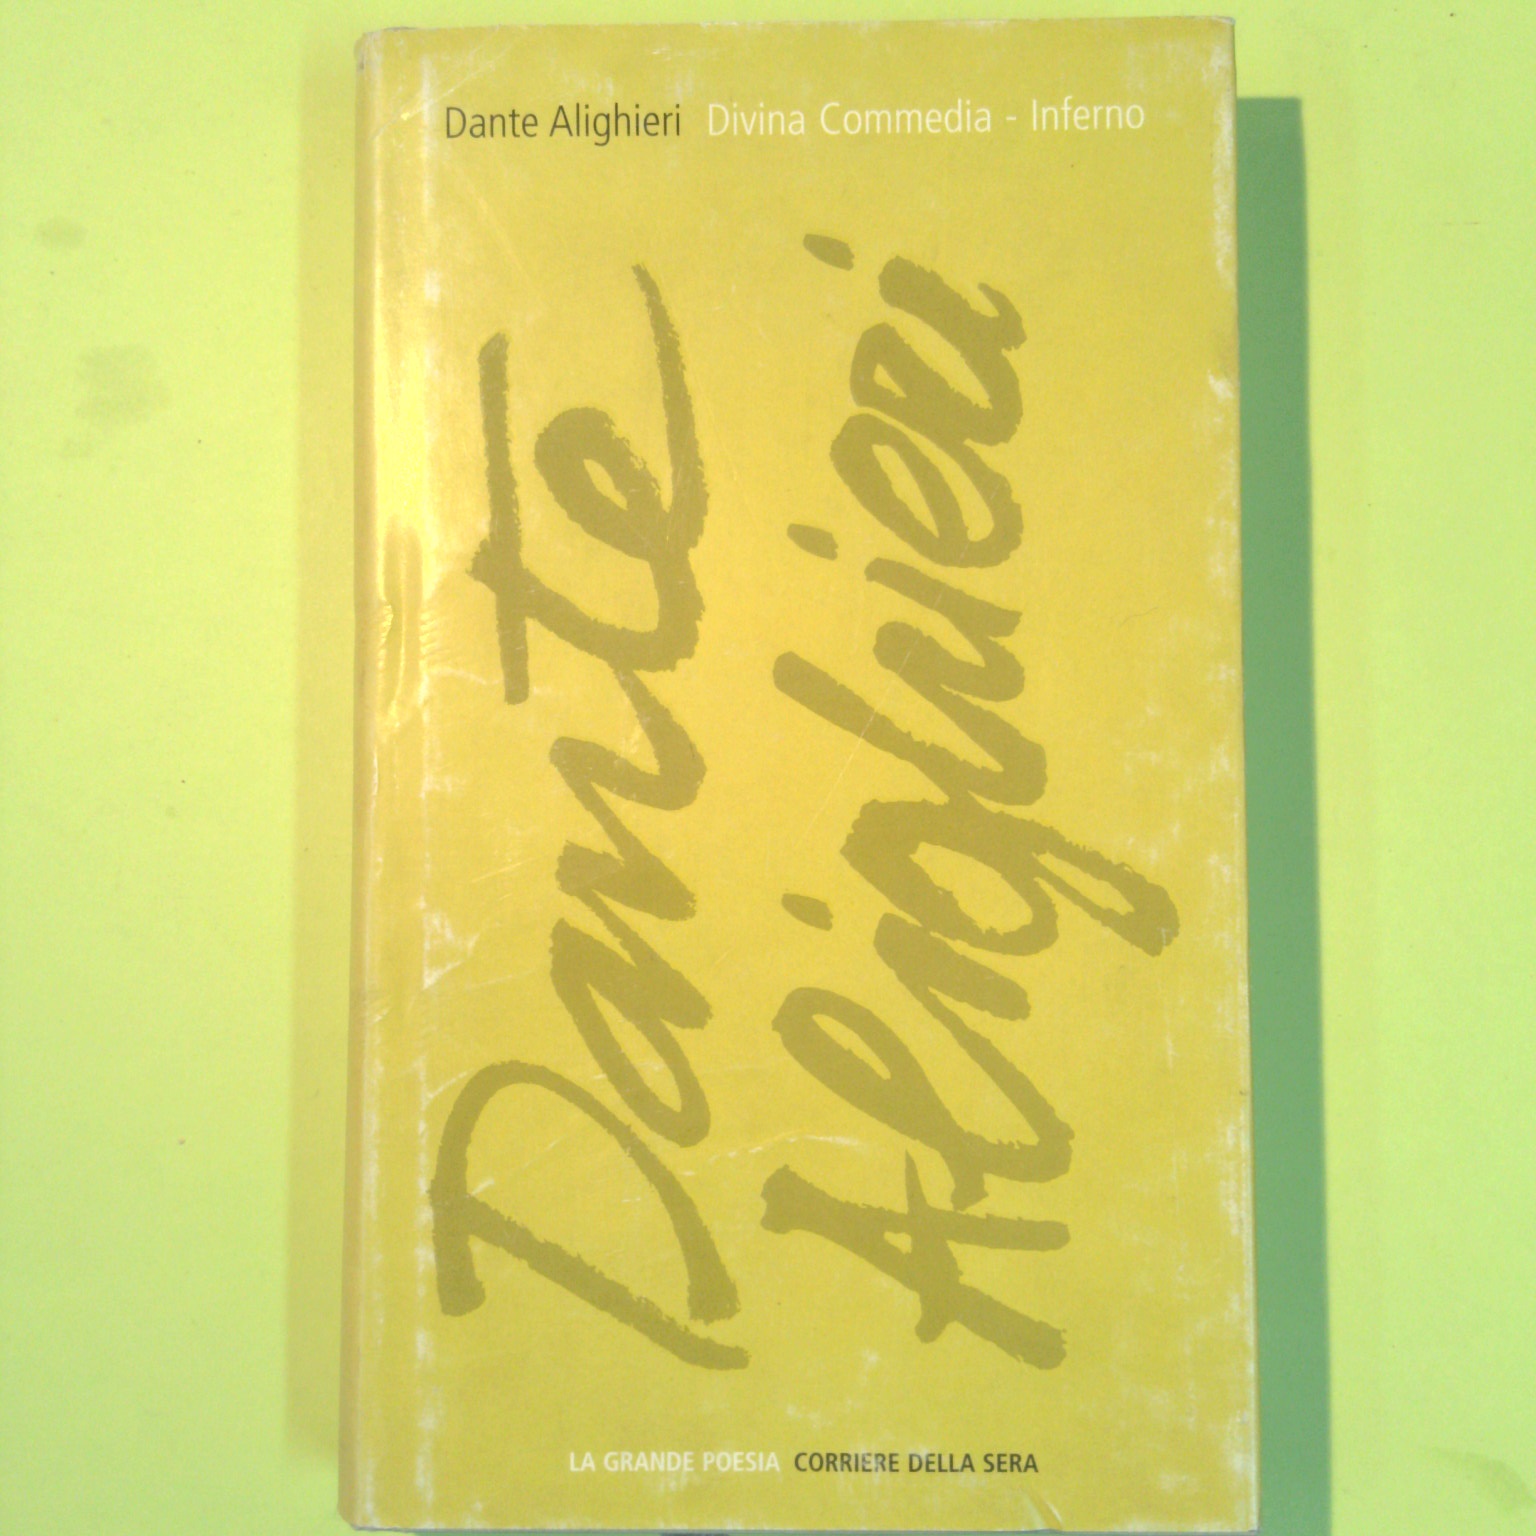 Dante Alighieri Divina Commedia - Inferno
Dante
Alighieri
LA GRANDE POESIA CORRIERE DELLA SERA